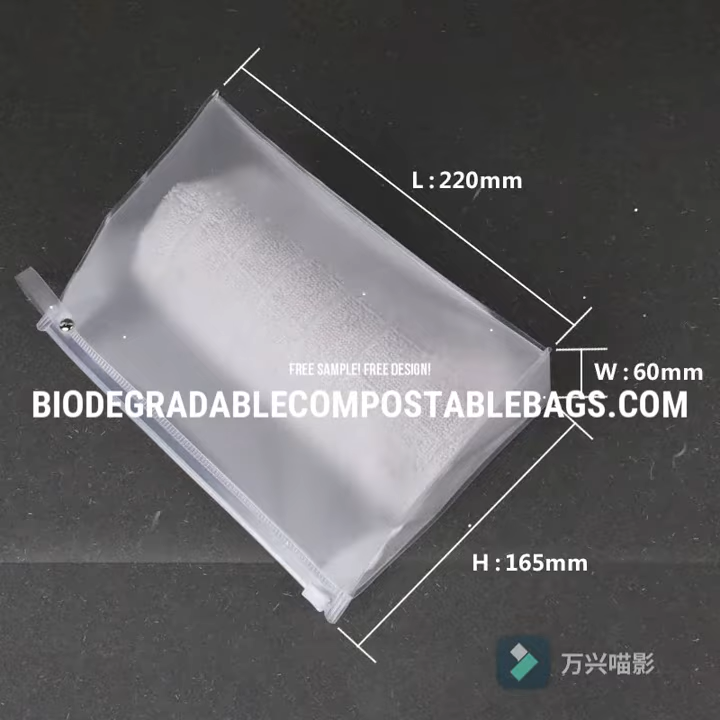 L : 220mm
W : 60mm
FREE SAMPLE! FREE DESIGN!
BIODEGRADABLECOMPOSTABLEBAGS.COM
H : 165mm
万兴喵影